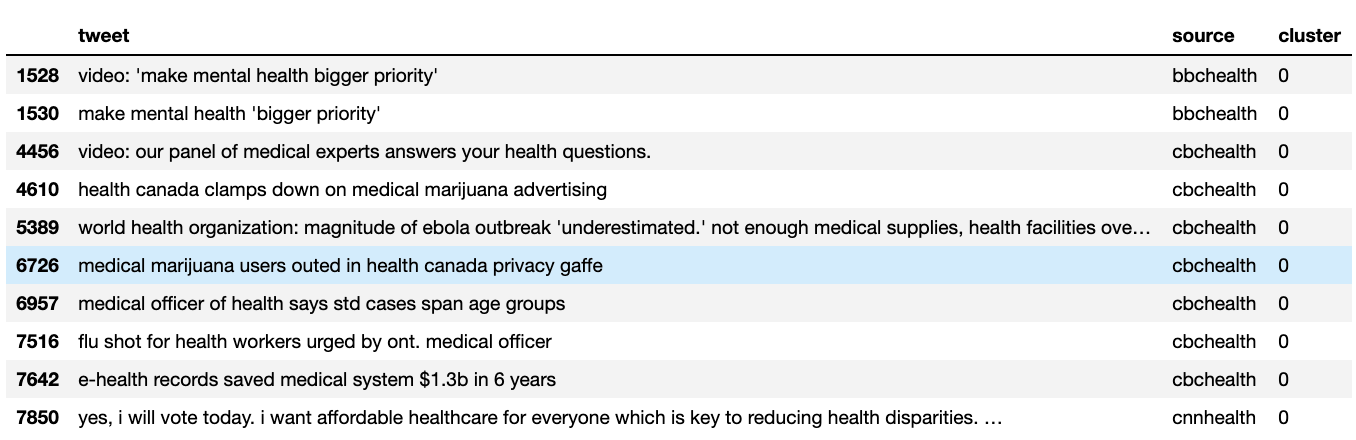 tweet source cluster
1528 video: 'make mental health bigger priority' bbchealth 0
1530 make mental health 'bigger priority' bbchealth 0
4456 video: our panel of medical experts answers your health questions. cbchealth 0
4610 health canada clamps down on medical marijuana advertising cbchealth 0
5389 world health organization: magnitude of ebola outbreak 'underestimated.' not enough medical supplies, health facilities ove... cbchealth 0
6726 medical marijuana users outed in health canada privacy gaffe cbchealth 0
6957 medical officer of health says std cases span age groups cbchealth 0
7516 flu shot for health workers urged by ont. medical officer cbchealth 0
7642 e-health records saved medical system $1.3b in 6 years cbchealth 0
7850 yes, i will vote today. i want affordable healthcare for everyone which is key to reducing health disparities. … cnnhealth 0